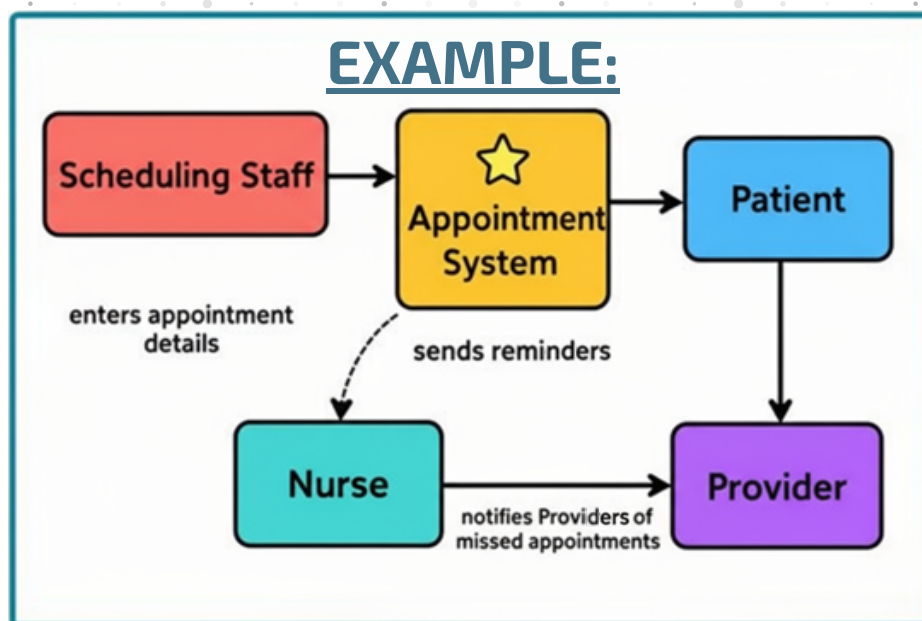 EXAMPLE:
Scheduling Staff
Appointment
System
Patient
enters appointment
details
sends reminders
Nurse
Provider
notifies Providers of
missed appointments